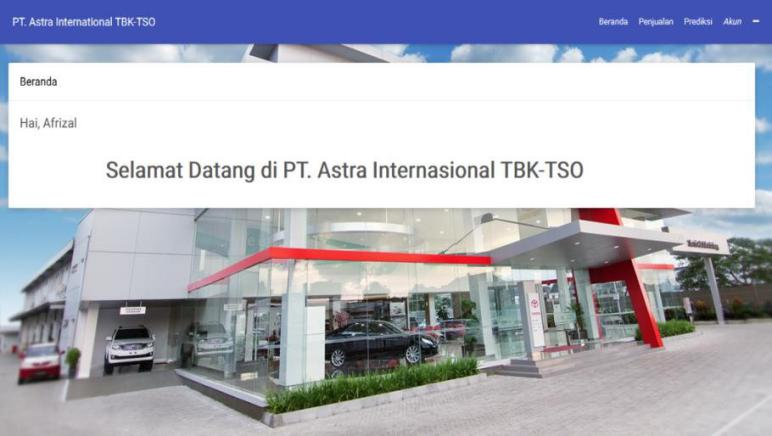 PT. Astra International TBK-TSO
Beranda Penjualan Prediksi Akun
Beranda
Hai, Afrizal
Selamat Datang di PT. Astra Internasional TBK-TSO